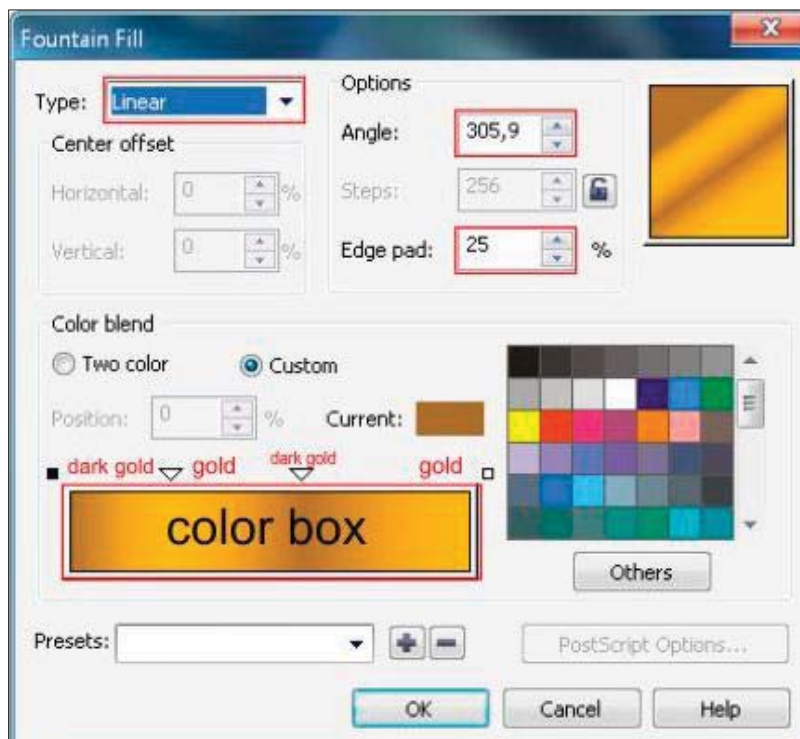 Fountain Fill
Type: Linear
Options
Center offset
Angle: 305,9
Horizontal: 0 %
Steps: 256
Vertical: 0 %
Edge pad: 25 %
Color blend
Two color Custom
Position: 0 % Current:
dark gold gold dark gold gold
color box
Others
Presets:
PostScript Options...
OK Cancel Help